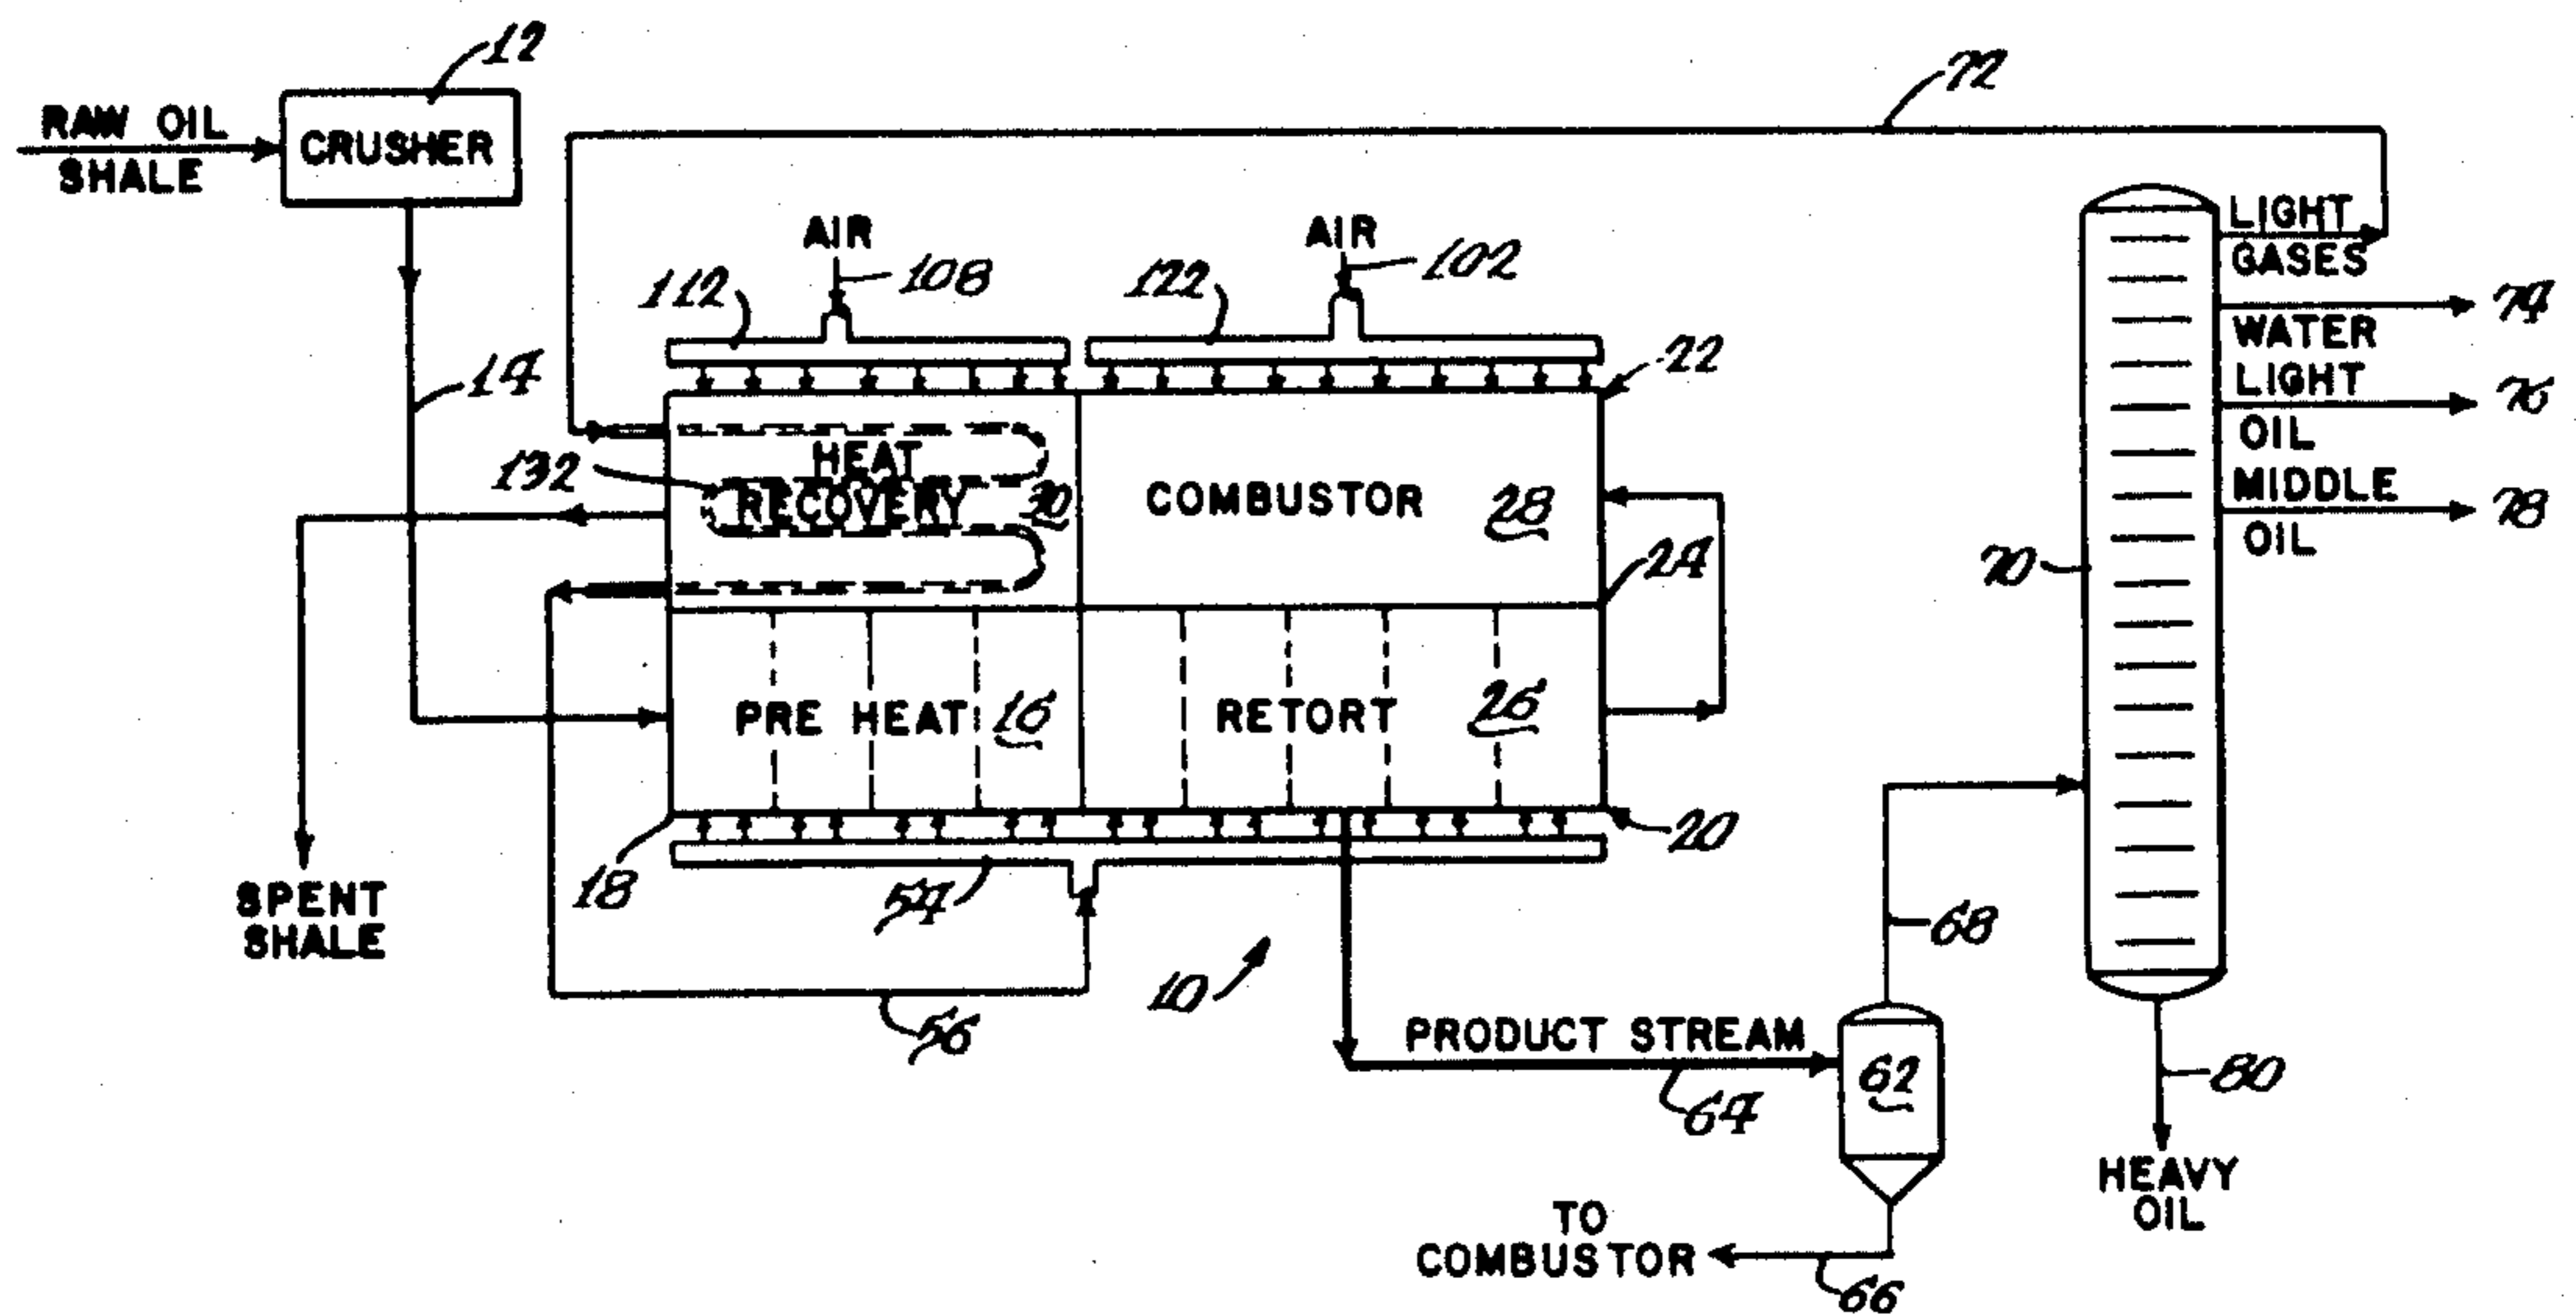 12
RAW OIL
SHALE
CRUSHER
72
14
AIR
108
112
AIR
102
122
22
LIGHT
GASES
74
WATER
LIGHT
76
OIL
MIDDLE
78
OIL
132
HEAT
RECOVERY
30
COMBUSTOR
28
24
70
PRE HEAT
16
RETORT
26
18
54
20
SPENT
SHALE
56
10
68
PRODUCT STREAM
64
62
80
HEAVY
OIL
TO
COMBUSTOR
66